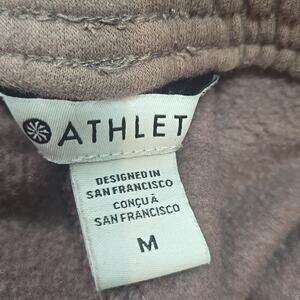 ATHLET
DESIGNED IN
SAN FRANCISCO
CONÇU À
SAN FRANCISCO
M